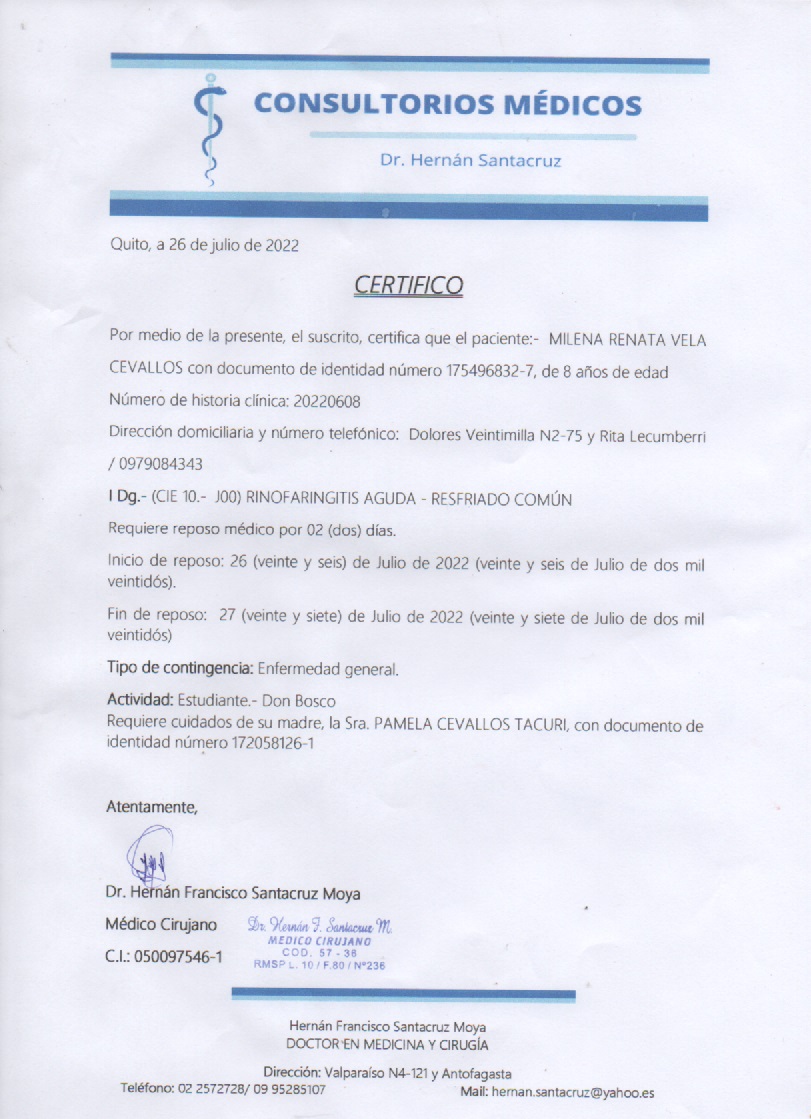 CONSULTORIOS MÉDICOS
Dr. Hernán Santacruz
Quito, a 26 de julio de 2022
CERTIFICO
Por medio de la presente, el suscrito, certifica que el paciente:- MILENA RENATA VELA
CEVALLOS con documento de identidad número 175496832-7, de 8 años de edad
Número de historia clínica: 20220608
Dirección domiciliaria y número telefónico: Dolores Veintimilla N2-75 y Rita Lecumberri
/ 0979084343
I Dg.- (CIE 10.- J00) RINOFARINGITIS AGUDA - RESFRIADO COMÚN
Requiere reposo médico por 02 (dos) días.
Inicio de reposo: 26 (veinte y seis) de Julio de 2022 (veinte y seis de Julio de dos mil
veintidós).
Fin de reposo: 27 (veinte y siete) de Julio de 2022 (veinte y siete de Julio de dos mil
veintidós)
Tipo de contingencia: Enfermedad general.
Actividad: Estudiante.- Don Bosco
Requiere cuidados de su madre, la Sra. PAMELA CEVALLOS TACURI, con documento de
identidad número 172058126-1
Atentamente,
Dr. Hernán Francisco Santacruz Moya
Médico Cirujano
C.I.: 050097546-1
Dr. Hernán F. Santacruz M.
MEDICO CIRUJANO
COD. 57 - 36
RMSP L. 10 / F.80 / Nº236
Hernán Francisco Santacruz Moya
DOCTOR EN MEDICINA Y CIRUGÍA
Dirección: Valparaíso N4-121 y Antofagasta
Teléfono: 02 2572728/ 09 95285107 Mail: hernan.santacruz@yahoo.es